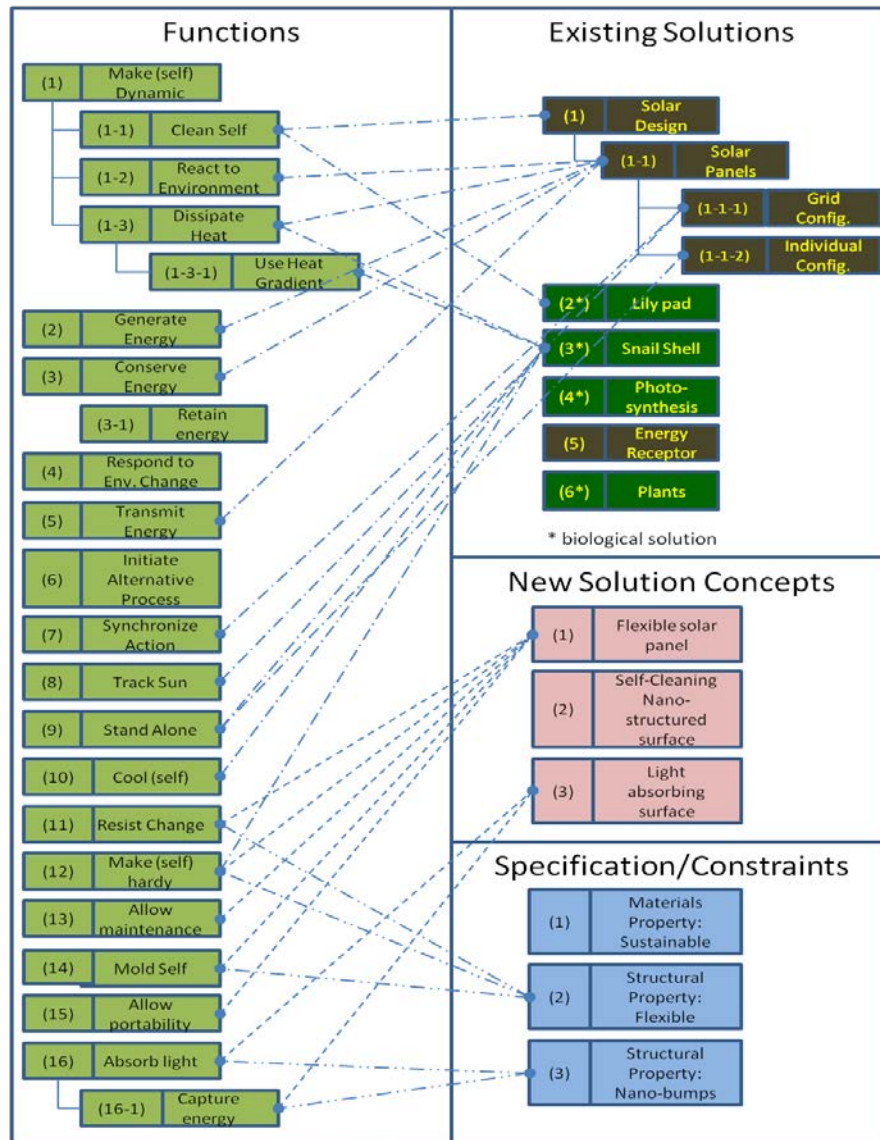 Functions
(1) Make (self)
Dynamic
(1-1) Clean Self
(1-2) React to
Environment
(1-3) Dissipate
Heat
(1-3-1) Use Heat
Gradient
(2) Generate
Energy
(3) Conserve
Energy
(3-1) Retain
energy
(4) Respond to
Env. Change
(5) Transmit
Energy
(6) Initiate
Alternative
Process
(7) Synchronize
Action
(8) Track Sun
(9) Stand Alone
(10) Cool (self)
(11) Resist Change
(12) Make (self)
hardy
(13) Allow
maintenance
(14) Mold Self
(15) Allow
portability
(16) Absorb light
(16-1) Capture
energy
Existing Solutions
(1) Solar
Design
(1-1) Solar
Panels
(1-1-1) Grid
Config.
(1-1-2) Individual
Config.
(2*) Lily pad
(3*) Snail Shell
(4*) Photo-
synthesis
(5) Energy
Receptor
(6*) Plants
* biological solution
New Solution Concepts
(1) Flexible solar
panel
(2) Self-Cleaning
Nano-
structured
surface
(3) Light
absorbing
surface
Specification/Constraints
(1) Materials
Property:
Sustainable
(2) Structural
Property:
Flexible
(3) Structural
Property:
Nano-bumps